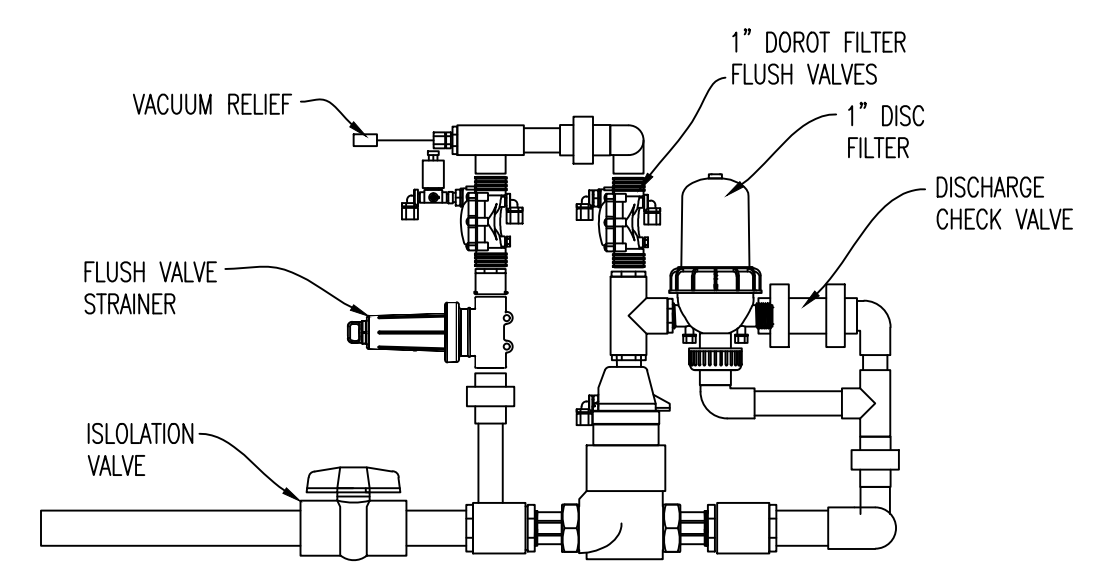 1” DOROT FILTER
FLUSH VALVES
VACUUM RELIEF
1” DISC
FILTER
DISCHARGE
CHECK VALVE
FLUSH VALVE
STRAINER
ISLOLATION
VALVE